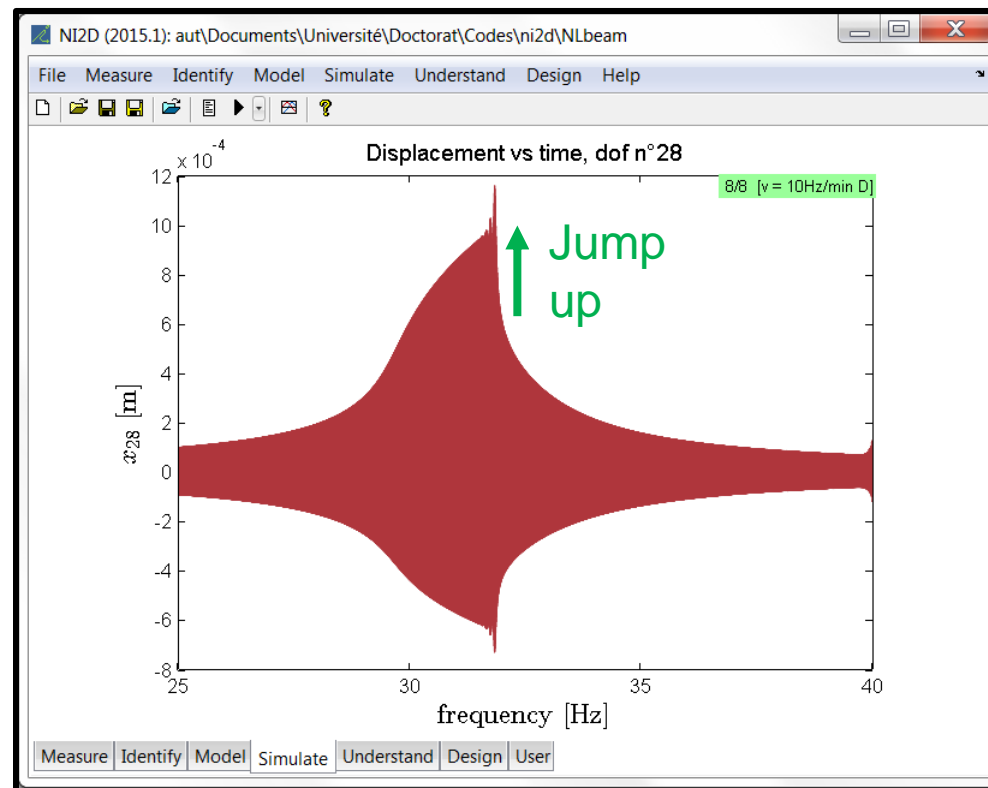 NI2D (2015.1): aut\Documents\Université\Doctorat\Codes\ni2d\NLbeam
File Measure Identify Model Simulate Understand Design Help
Displacement vs time, dof n°28
x 10^-4
8/8 [v = 10Hz/min D]
12
10
8
6
4
2
0
-2
-4
-6
-8
Jump
up
x_28 [m]
25 30 35 40
frequency [Hz]
Measure Identify Model Simulate Understand Design User